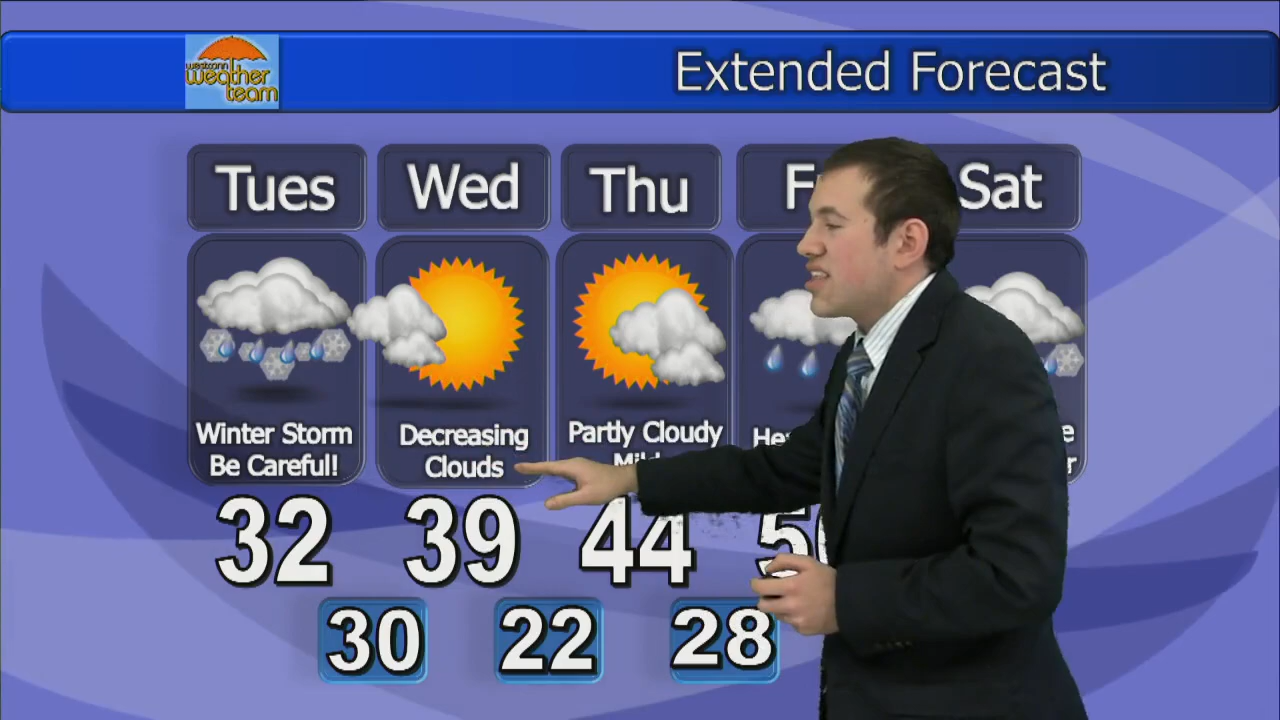 westconn
weather
team
Extended Forecast
Tues
Wed
Thu
Sat
Winter Storm
Be Careful!
Decreasing
Clouds
Partly Cloudy
32
39
44
30
22
28